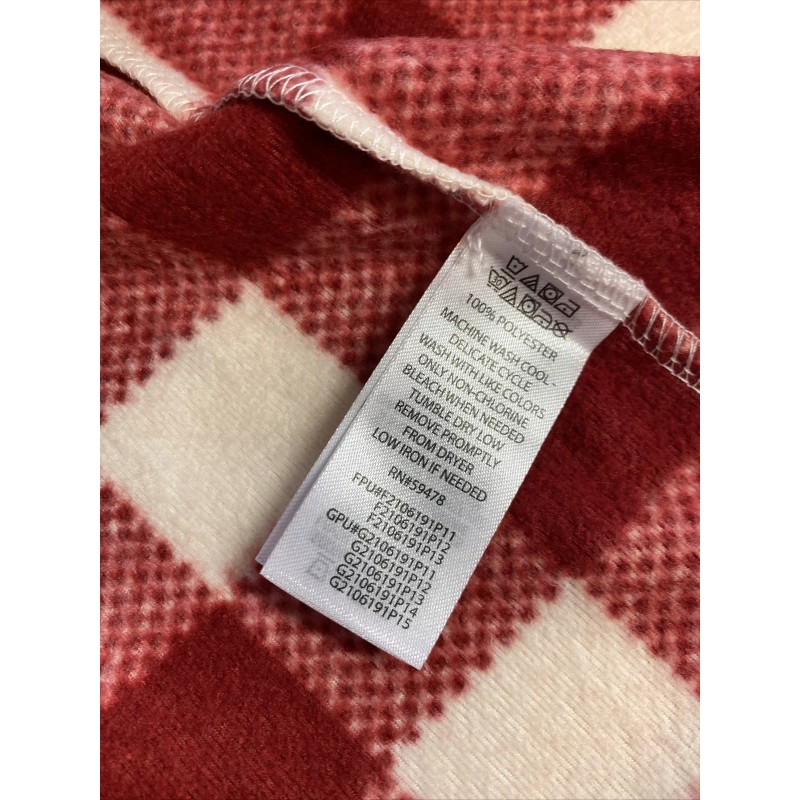 100% POLYESTER
MACHINE WASH COOL -
DELICATE CYCLE
WASH WITH LIKE COLORS
ONLY NON-CHLORINE
BLEACH WHEN NEEDED
TUMBLE DRY LOW
REMOVE PROMPTLY
FROM DRYER
LOW IRON IF NEEDED
RN#59478
FPU#F2106191P11
F2106191P12
F2106191P13
GPU#G2106191P11
G2106191P12
G2106191P13
G2106191P14
G2106191P15